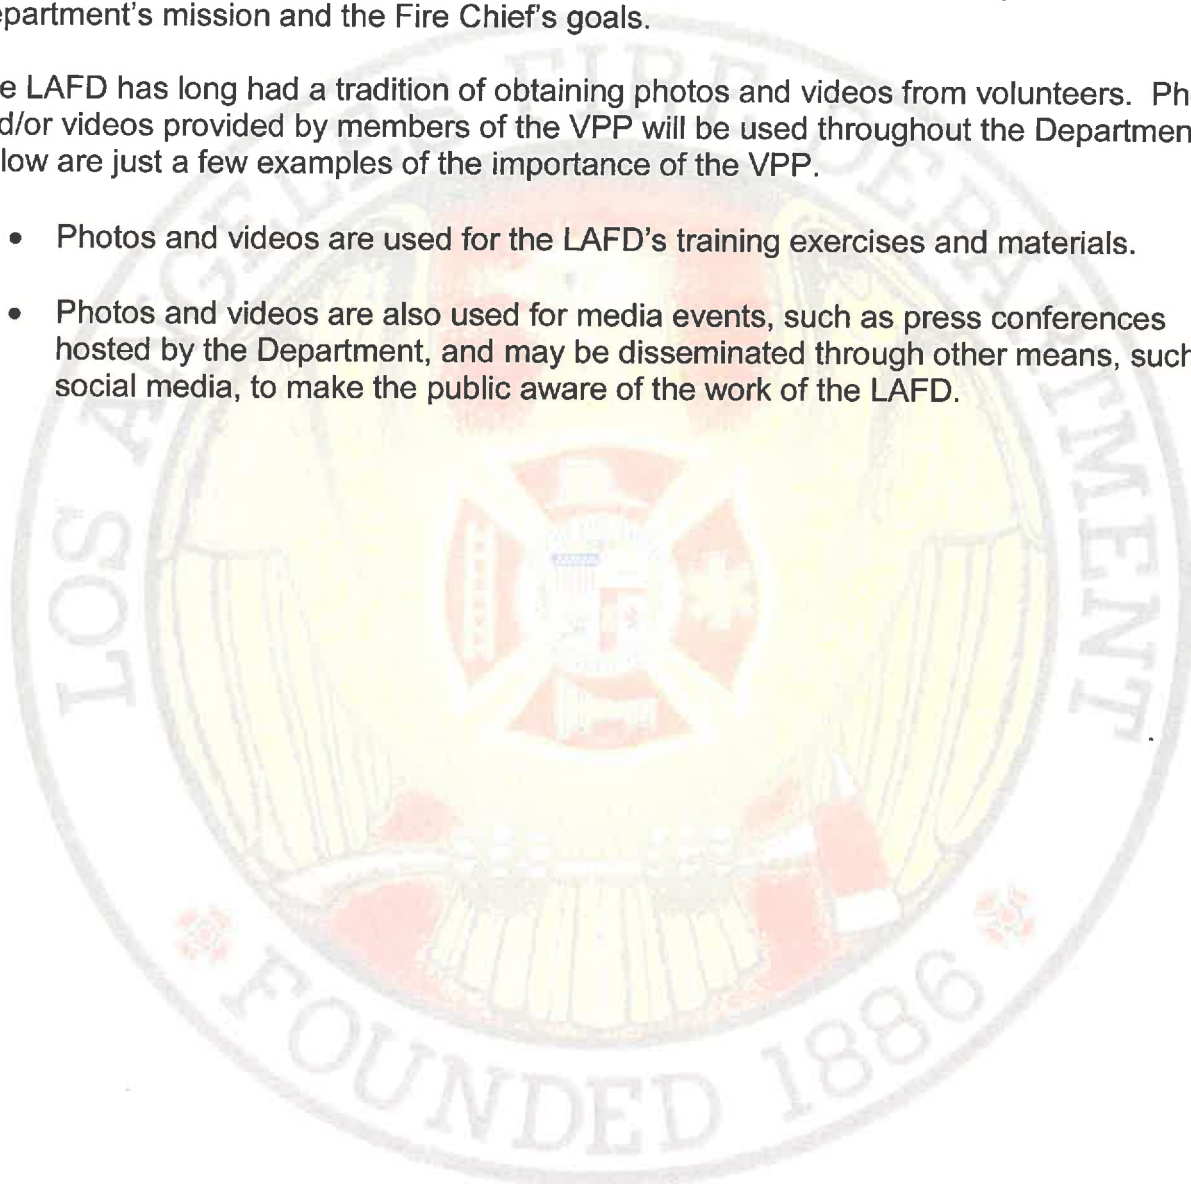 epartment's mission and the Fire Chief's goals.
e LAFD has long had a tradition of obtaining photos and videos from volunteers. Ph
d/or videos provided by members of the VPP will be used throughout the Departmen
low are just a few examples of the importance of the VPP.
• Photos and videos are used for the LAFD's training exercises and materials.
• Photos and videos are also used for media events, such as press conferences
hosted by the Department, and may be disseminated through other means, such
social media, to make the public aware of the work of the LAFD.
LOS ANGELES FIRE DEPARTMENT
FOUNDED 1886